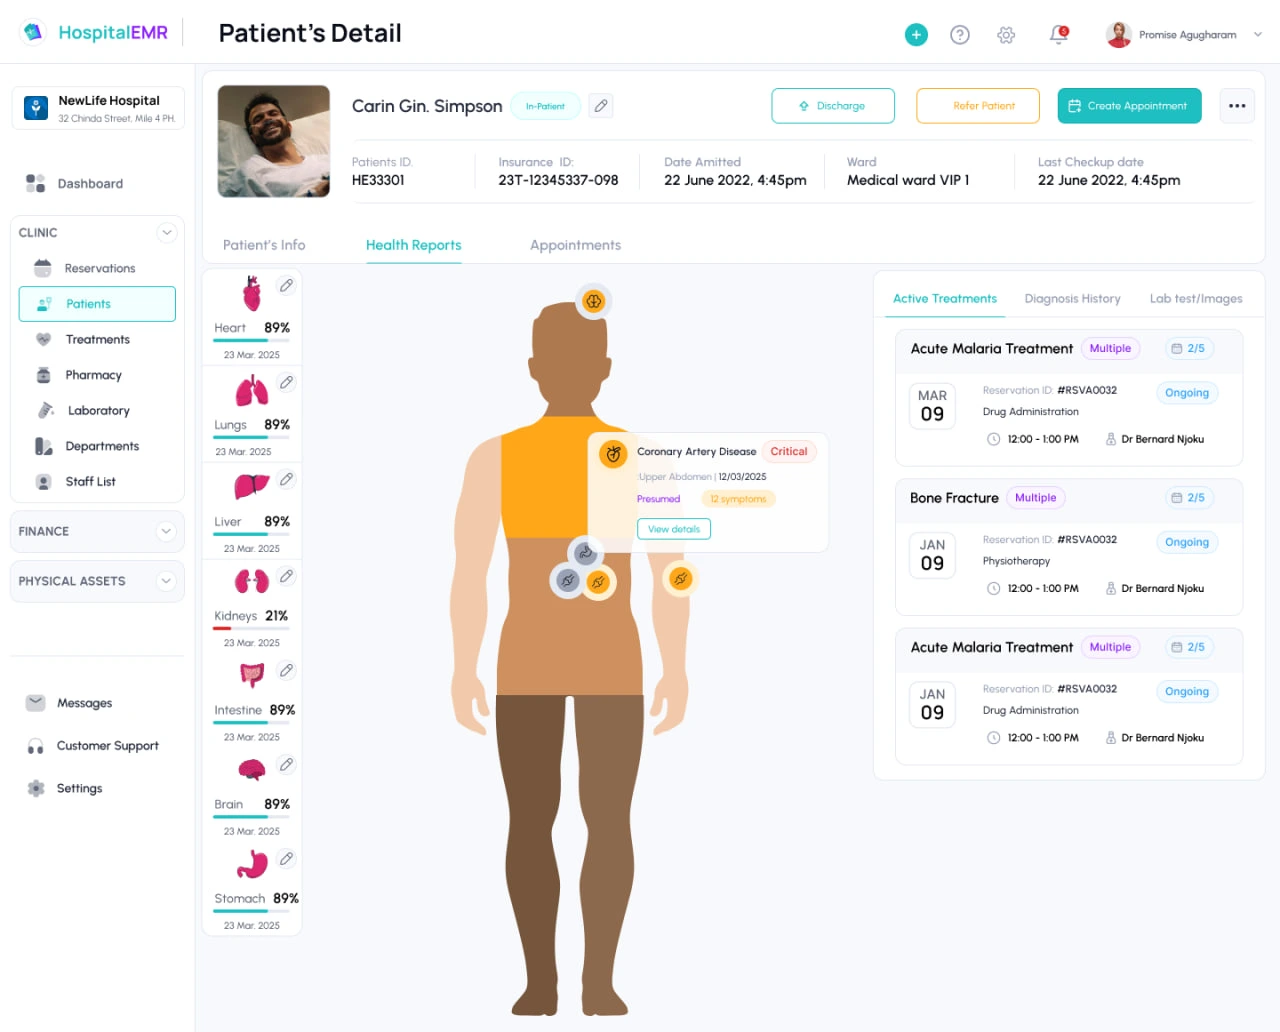 HospitalEMR
Patient's Detail
5
Promise Agugharam
NewLife Hospital
32 Chinda Street, Mile 4 PH.
Dashboard
CLINIC
Reservations
Patients
Treatments
Pharmacy
Laboratory
Departments
Staff List
FINANCE
PHYSICAL ASSETS
Messages
Customer Support
Settings
Carin Gin. Simpson
In-Patient
Discharge
Refer Patient
Create Appointment
Patients ID.
HE33301
Insurance ID:
23T-12345337-098
Date Amitted
22 June 2022, 4:45pm
Ward
Medical ward VIP 1
Last Checkup date
22 June 2022, 4:45pm
Patient's Info
Health Reports
Appointments
Heart 89%
23 Mar. 2025
Lungs 89%
23 Mar. 2025
Liver 89%
23 Mar. 2025
Kidneys 21%
23 Mar. 2025
Intestine 89%
23 Mar. 2025
Brain 89%
23 Mar. 2025
Stomach 89%
23 Mar. 2025
Coronary Artery Disease Critical
:Upper Abdomen | 12/03/2025
Presumed 12 symptoms
View details
Active Treatments
Diagnosis History
Lab test/Images
Acute Malaria Treatment Multiple 2/5
MAR
09
Reservation ID: #RSVA0032
Ongoing
Drug Administration
12:00 - 1:00 PM Dr Bernard Njoku
Bone Fracture Multiple 2/5
JAN
09
Reservation ID: #RSVA0032
Ongoing
Physiotherapy
12:00 - 1:00 PM Dr Bernard Njoku
Acute Malaria Treatment Multiple 2/5
JAN
09
Reservation ID: #RSVA0032
Ongoing
Drug Administration
12:00 - 1:00 PM Dr Bernard Njoku